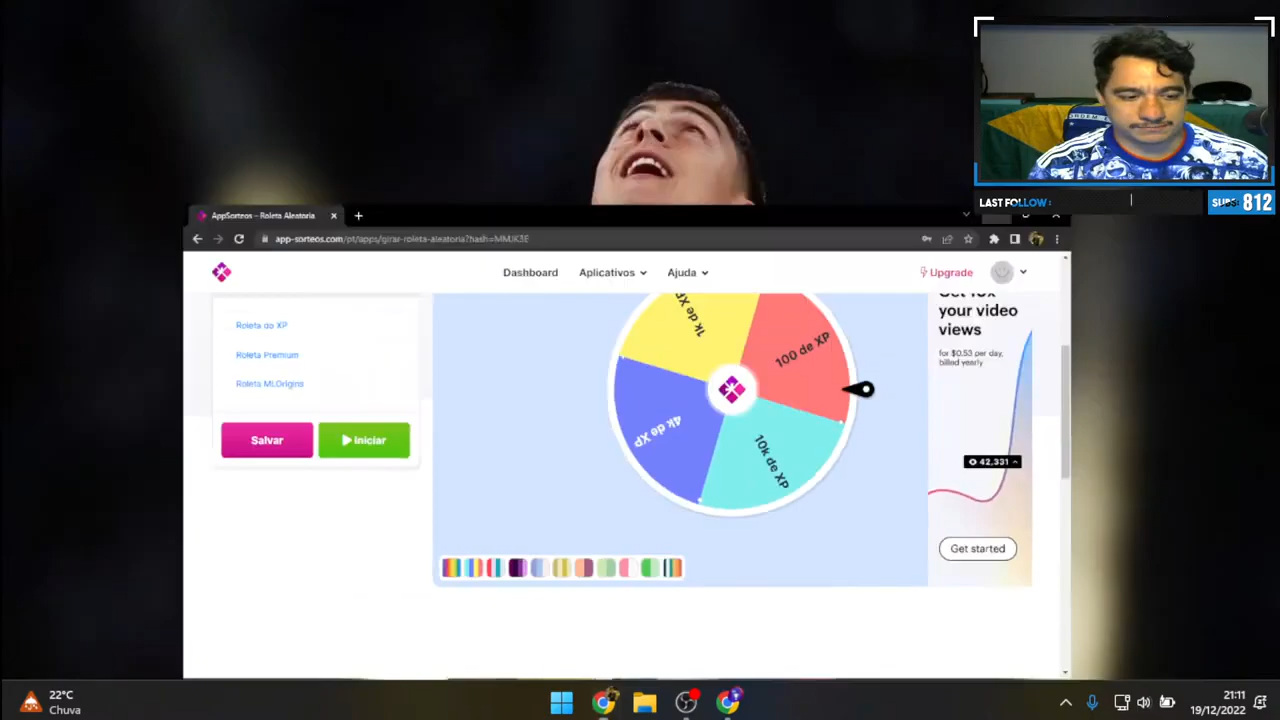 LAST FOLLOW :
SUBS: 812
AppSorteos – Roleta Aleatoria
app-sorteos.com/pt/apps/girar-roleta-aleatoria?hash=MMJK3E
Dashboard
Aplicativos
Ajuda
Upgrade
Roleta do XP
Roleta Premium
Roleta MLOrigins
Salvar
Iniciar
1k de XP
100 de XP
4k de XP
10k de XP
your video
views
for $0.53 per day,
billed yearly
42,331
Get started
22°C
Chuva
21:11
19/12/2022